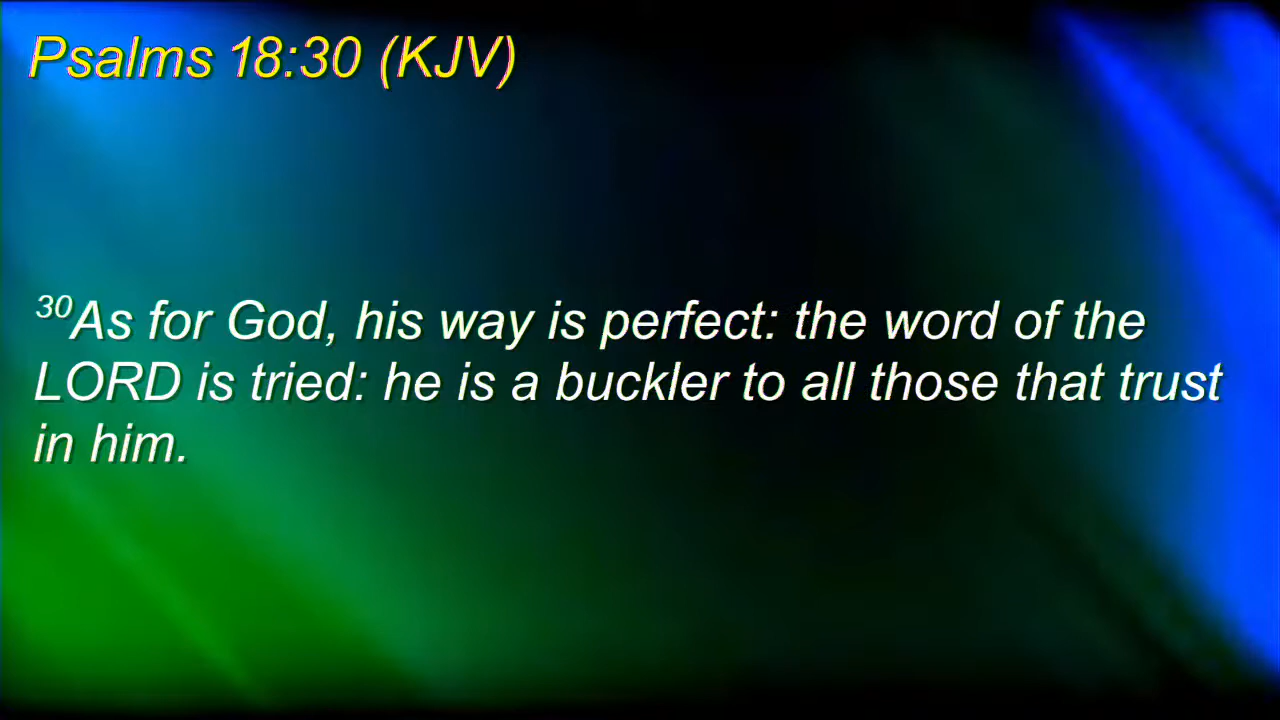 Psalms 18:30 (KJV)
30As for God, his way is perfect: the word of the
LORD is tried: he is a buckler to all those that trust
in him.